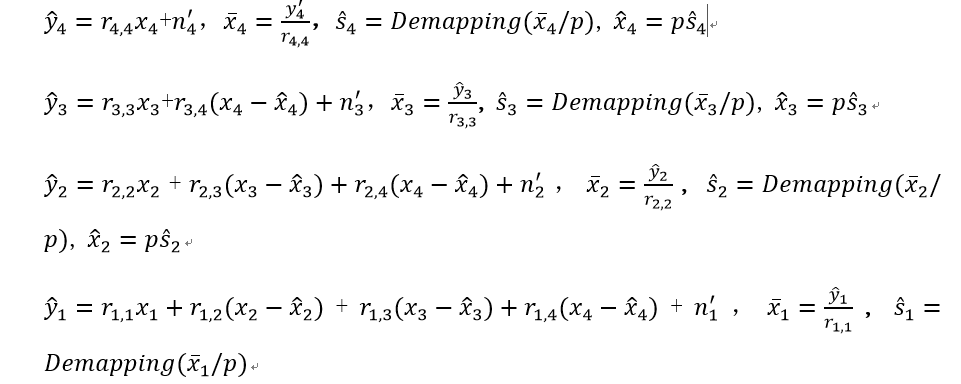 ŷ₄ = r₄,₄x₄+n′₄, x̄₄ = y′₄/r₄,₄, ŝ₄ = Demapping(x̄₄/p), x̂₄ = pŝ₄
ŷ₃ = r₃,₃x₃+r₃,₄(x₄ − x̂₄) + n′₃, x̄₃ = ŷ₃/r₃,₃, ŝ₃ = Demapping(x̄₃/p), x̂₃ = pŝ₃
ŷ₂ = r₂,₂x₂ + r₂,₃(x₃ − x̂₃) + r₂,₄(x₄ − x̂₄) + n′₂ , x̄₂ = ŷ₂/r₂,₂ , ŝ₂ = Demapping(x̄₂/
p), x̂₂ = pŝ₂
ŷ₁ = r₁,₁x₁ + r₁,₂(x₂ − x̂₂) + r₁,₃(x₃ − x̂₃) + r₁,₄(x₄ − x̂₄) + n′₁ , x̄₁ = ŷ₁/r₁,₁ , ŝ₁ =
Demapping(x̄₁/p)